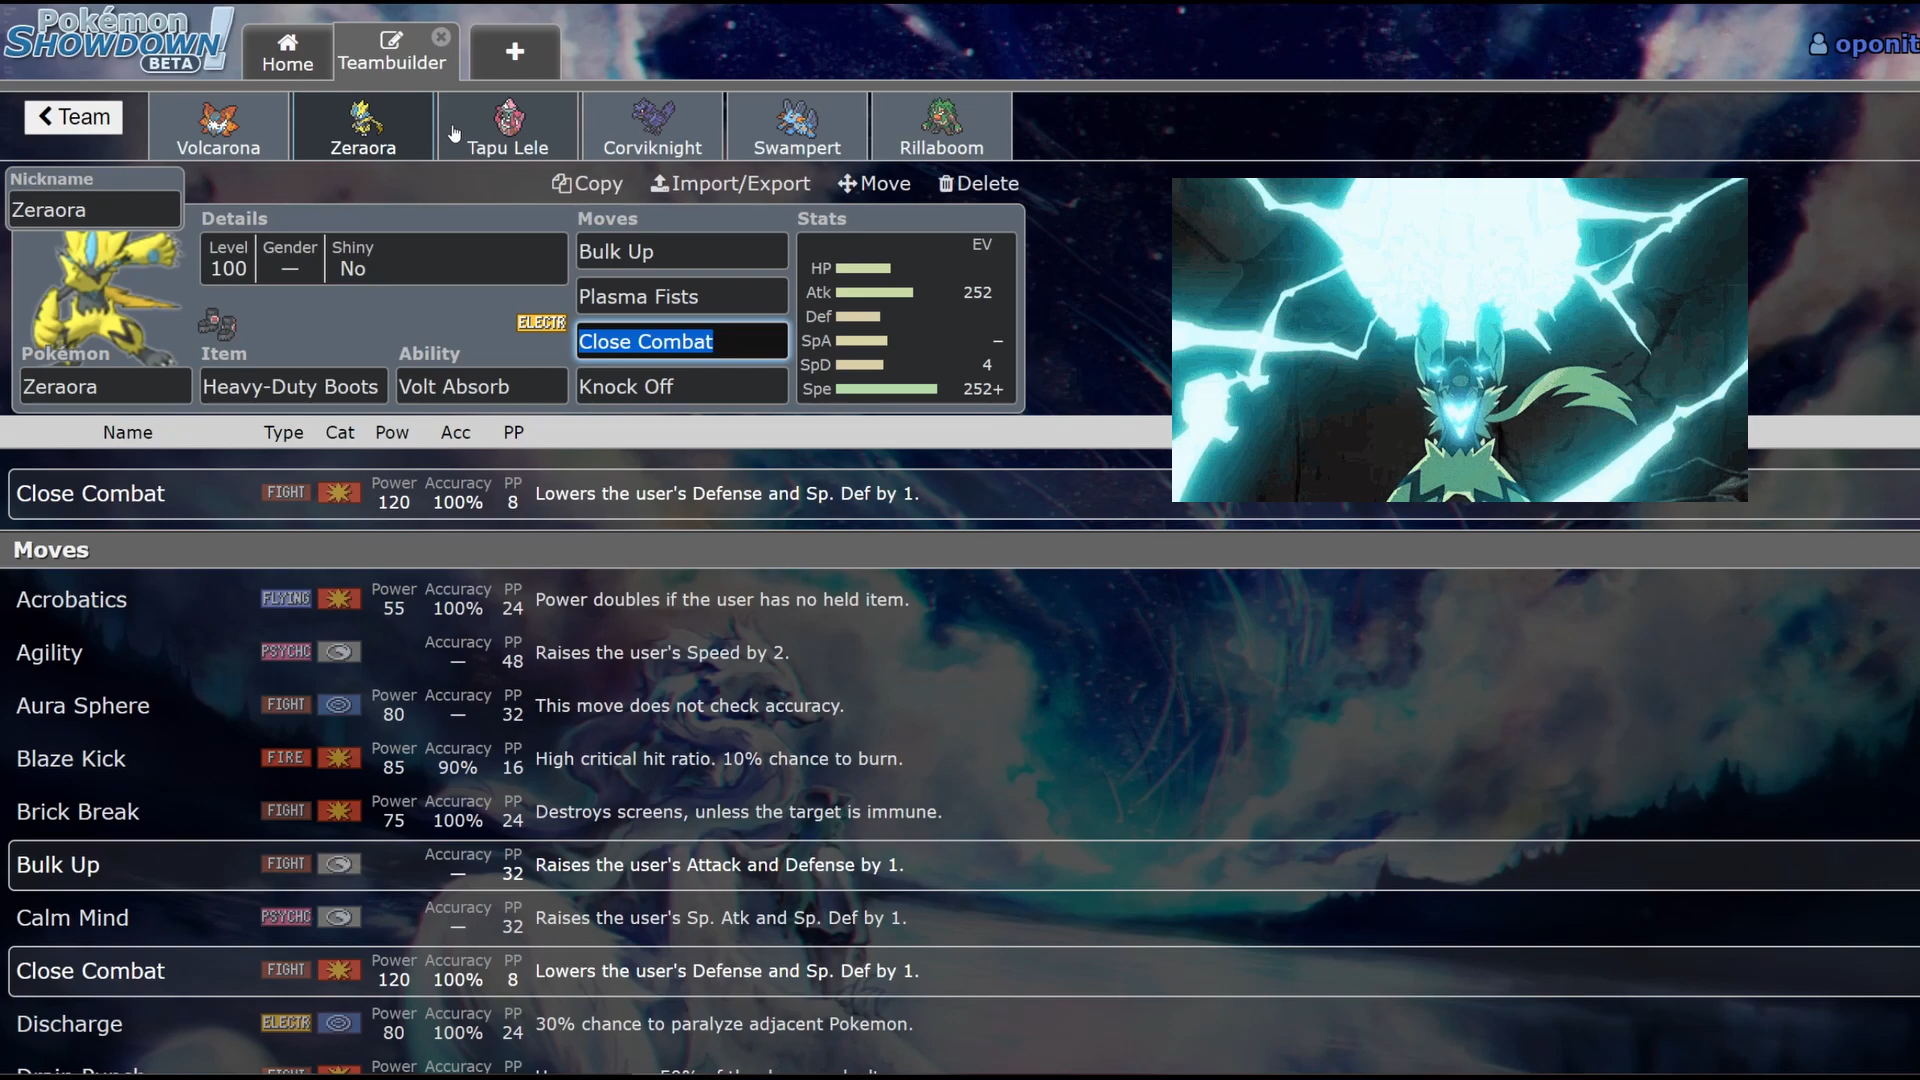 Pokémon
SHOWDOWN!
BETA
Home
Teambuilder
+
oponit
Team
Volcarona
Zeraora
Tapu Lele
Corviknight
Swampert
Rillaboom
Copy
Import/Export
Move
Delete
Nickname
Zeraora
Details
Moves
Stats
Level
Gender
Shiny
100
—
No
Bulk Up
Plasma Fists
Close Combat
Knock Off
EV
HP
Atk 252
Def
SpA –
SpD 4
Spe 252+
ELECTR
Pokémon
Item
Ability
Zeraora
Heavy-Duty Boots
Volt Absorb
Name Type Cat Pow Acc PP
Close Combat FIGHT Power 120 Accuracy 100% PP 8 Lowers the user's Defense and Sp. Def by 1.
Moves
Acrobatics FLYING Power 55 Accuracy 100% PP 24 Power doubles if the user has no held item.
Agility PSYCHC Accuracy — PP 48 Raises the user's Speed by 2.
Aura Sphere FIGHT Power 80 Accuracy — PP 32 This move does not check accuracy.
Blaze Kick FIRE Power 85 Accuracy 90% PP 16 High critical hit ratio. 10% chance to burn.
Brick Break FIGHT Power 75 Accuracy 100% PP 24 Destroys screens, unless the target is immune.
Bulk Up FIGHT Accuracy — PP 32 Raises the user's Attack and Defense by 1.
Calm Mind PSYCHC Accuracy — PP 32 Raises the user's Sp. Atk and Sp. Def by 1.
Close Combat FIGHT Power 120 Accuracy 100% PP 8 Lowers the user's Defense and Sp. Def by 1.
Discharge ELECTR Power 80 Accuracy 100% PP 24 30% chance to paralyze adjacent Pokemon.
Power Accuracy PP